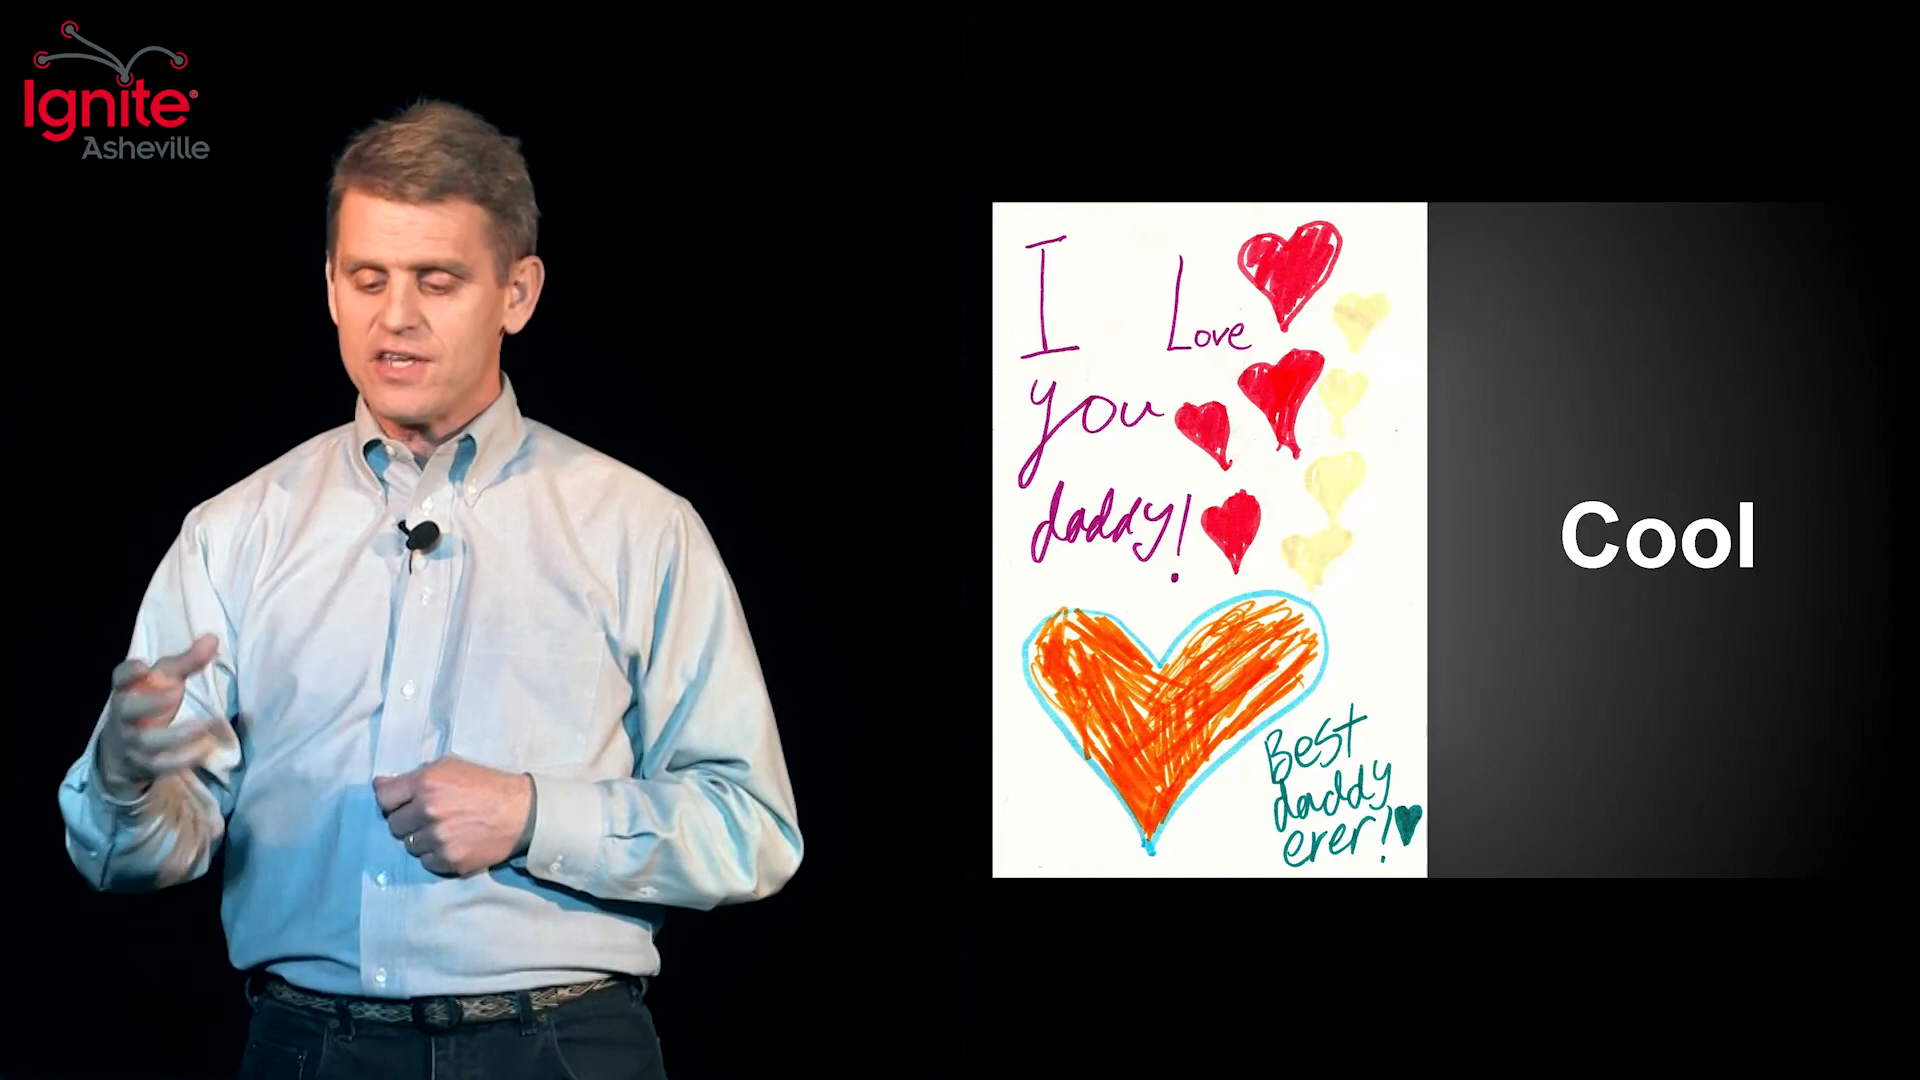 Ignite
Asheville
I Love
you
daddy!
Best
daddy
erer!
Cool